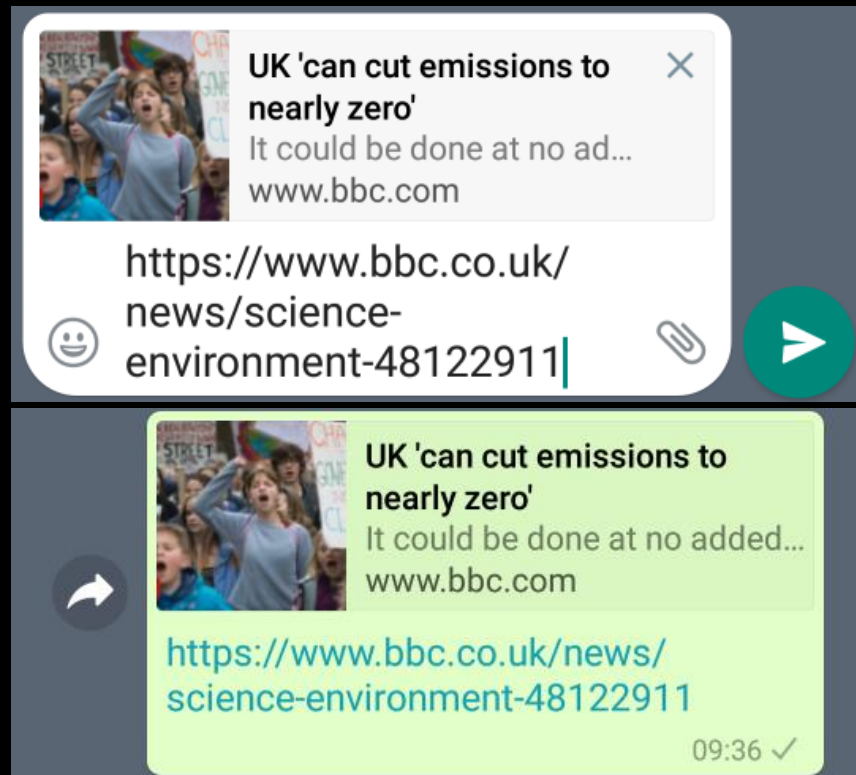 STREET
UK 'can cut emissions to
nearly zero'
It could be done at no ad...
www.bbc.com
https://www.bbc.co.uk/
news/science-
environment-48122911
STREET
UK 'can cut emissions to
nearly zero'
It could be done at no added...
www.bbc.com
https://www.bbc.co.uk/news/
science-environment-48122911
09:36